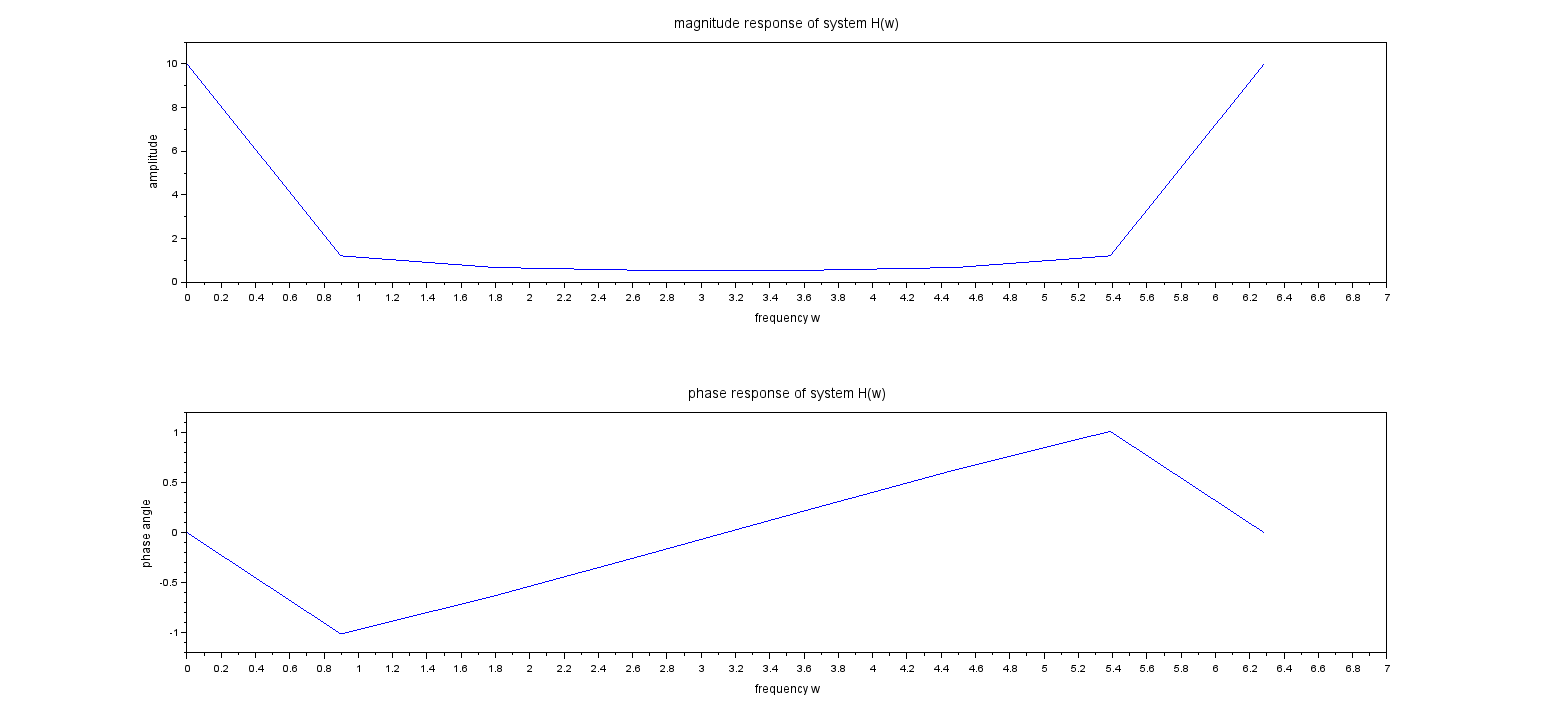 magnitude response of system H(w)
10
8
6
4
2
0
amplitude
0 0.2 0.4 0.6 0.8 1 1.2 1.4 1.6 1.8 2 2.2 2.4 2.6 2.8 3 3.2 3.4 3.6 3.8 4 4.2 4.4 4.6 4.8 5 5.2 5.4 5.6 5.8 6 6.2 6.4 6.6 6.8 7
frequency w
phase response of system H(w)
1
0.5
0
-0.5
-1
phase angle
0 0.2 0.4 0.6 0.8 1 1.2 1.4 1.6 1.8 2 2.2 2.4 2.6 2.8 3 3.2 3.4 3.6 3.8 4 4.2 4.4 4.6 4.8 5 5.2 5.4 5.6 5.8 6 6.2 6.4 6.6 6.8 7
frequency w